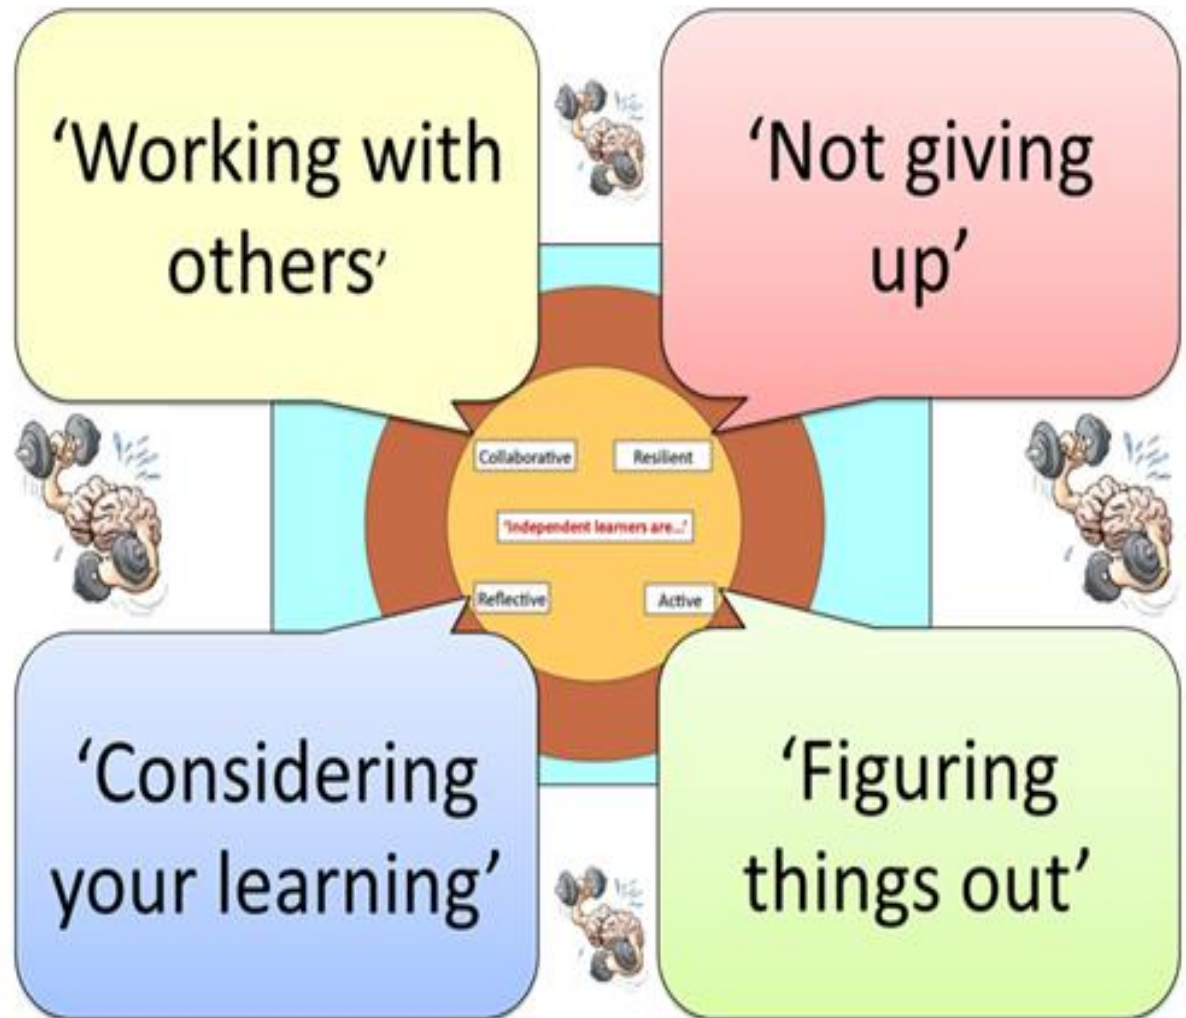 ‘Working with
others’
‘Not giving
up’
Collaborative
Resilient
‘Independent learners are...’
Reflective
Active
‘Considering
your learning’
‘Figuring
things out’